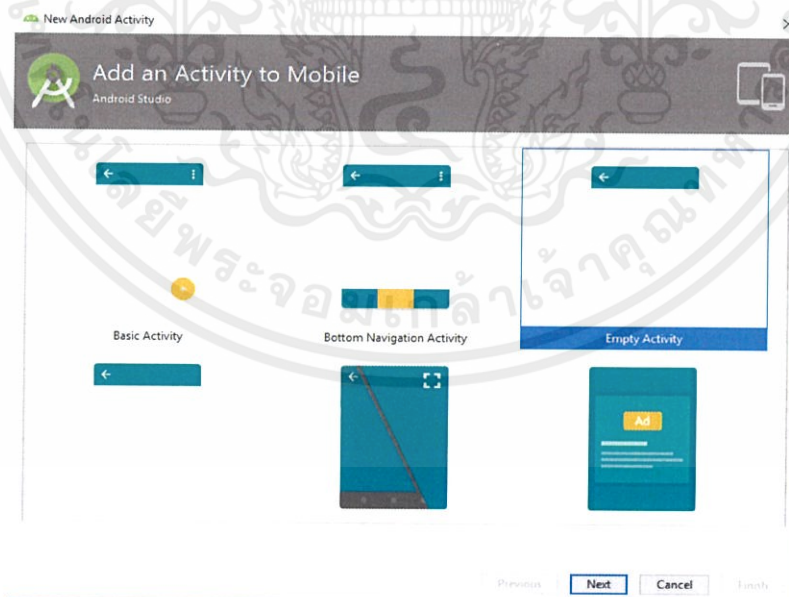 New Android Activity
Add an Activity to Mobile
Android Studio
Basic Activity
Bottom Navigation Activity
Empty Activity
Ad
Previous
Next
Cancel
Finish